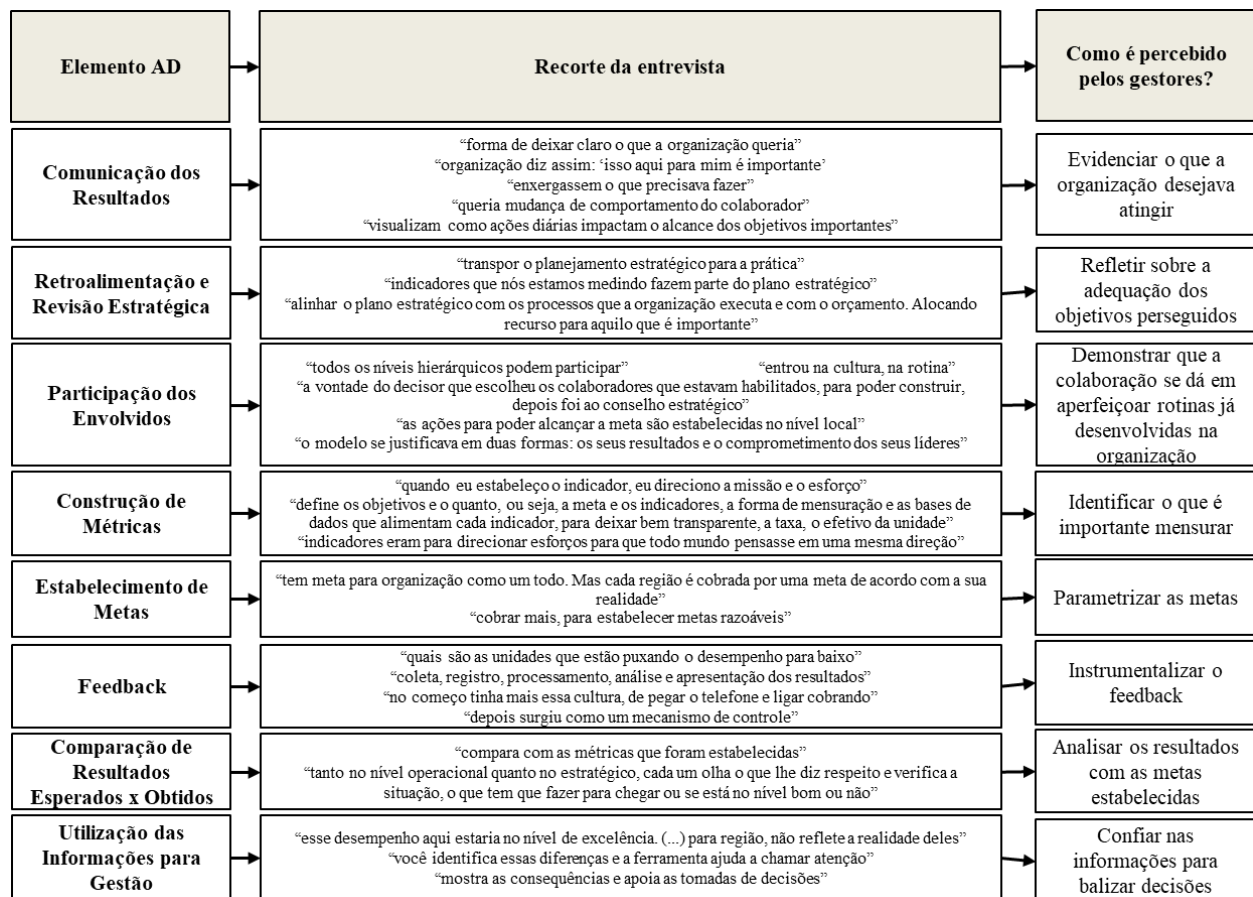 Elemento AD
Recorte da entrevista
Como é percebido
pelos gestores?
Comunicação dos
Resultados
“forma de deixar claro o que a organização queria”
“organização diz assim: ‘isso aqui para mim é importante’
“enxergassem o que precisava fazer”
“queria mudança de comportamento do colaborador”
“visualizam como ações diárias impactam o alcance dos objetivos importantes”
Evidenciar o que a
organização desejava
atingir
Retroalimentação e
Revisão Estratégica
“transpor o planejamento estratégico para a prática”
“indicadores que nós estamos medindo fazem parte do plano estratégico”
“alinhar o plano estratégico com os processos que a organização executa e com o orçamento. Alocando
recurso para aquilo que é importante”
Refletir sobre a
adequação dos
objetivos perseguidos
Participação dos
Envolvidos
“todos os níveis hierárquicos podem participar” “entrou na cultura, na rotina”
“a vontade do decisor que escolheu os colaboradores que estavam habilitados, para poder construir,
depois foi ao conselho estratégico”
“as ações para poder alcançar a meta são estabelecidas no nível local”
“o modelo se justificava em duas formas: os seus resultados e o comprometimento dos seus líderes”
Demonstrar que a
colaboração se dá em
aperfeiçoar rotinas já
desenvolvidas na
organização
Construção de
Métricas
“quando eu estabeleço o indicador, eu direciono a missão e o esforço”
“define os objetivos e o quanto, ou seja, a meta e os indicadores, a forma de mensuração e as bases de
dados que alimentam cada indicador, para deixar bem transparente, a taxa, o efetivo da unidade”
“indicadores eram para direcionar esforços para que todo mundo pensasse em uma mesma direção”
Identificar o que é
importante mensurar
Estabelecimento de
Metas
“tem meta para organização como um todo. Mas cada região é cobrada por uma meta de acordo com a sua
realidade”
“cobrar mais, para estabelecer metas razoáveis”
Parametrizar as metas
Feedback
“quais são as unidades que estão puxando o desempenho para baixo”
“coleta, registro, processamento, análise e apresentação dos resultados”
“no começo tinha mais essa cultura, de pegar o telefone e ligar cobrando”
“depois surgiu como um mecanismo de controle”
Instrumentalizar o
feedback
Comparação de
Resultados
Esperados x Obtidos
“compara com as métricas que foram estabelecidas”
“tanto no nível operacional quanto no estratégico, cada um olha o que lhe diz respeito e verifica a
situação, o que tem que fazer para chegar ou se está no nível bom ou não”
Analisar os resultados
com as metas
estabelecidas
Utilização das
Informações para
Gestão
“esse desempenho aqui estaria no nível de excelência. (...) para região, não reflete a realidade deles”
“você identifica essas diferenças e a ferramenta ajuda a chamar atenção”
“mostra as consequências e apoia as tomadas de decisões”
Confiar nas
informações para
balizar decisões